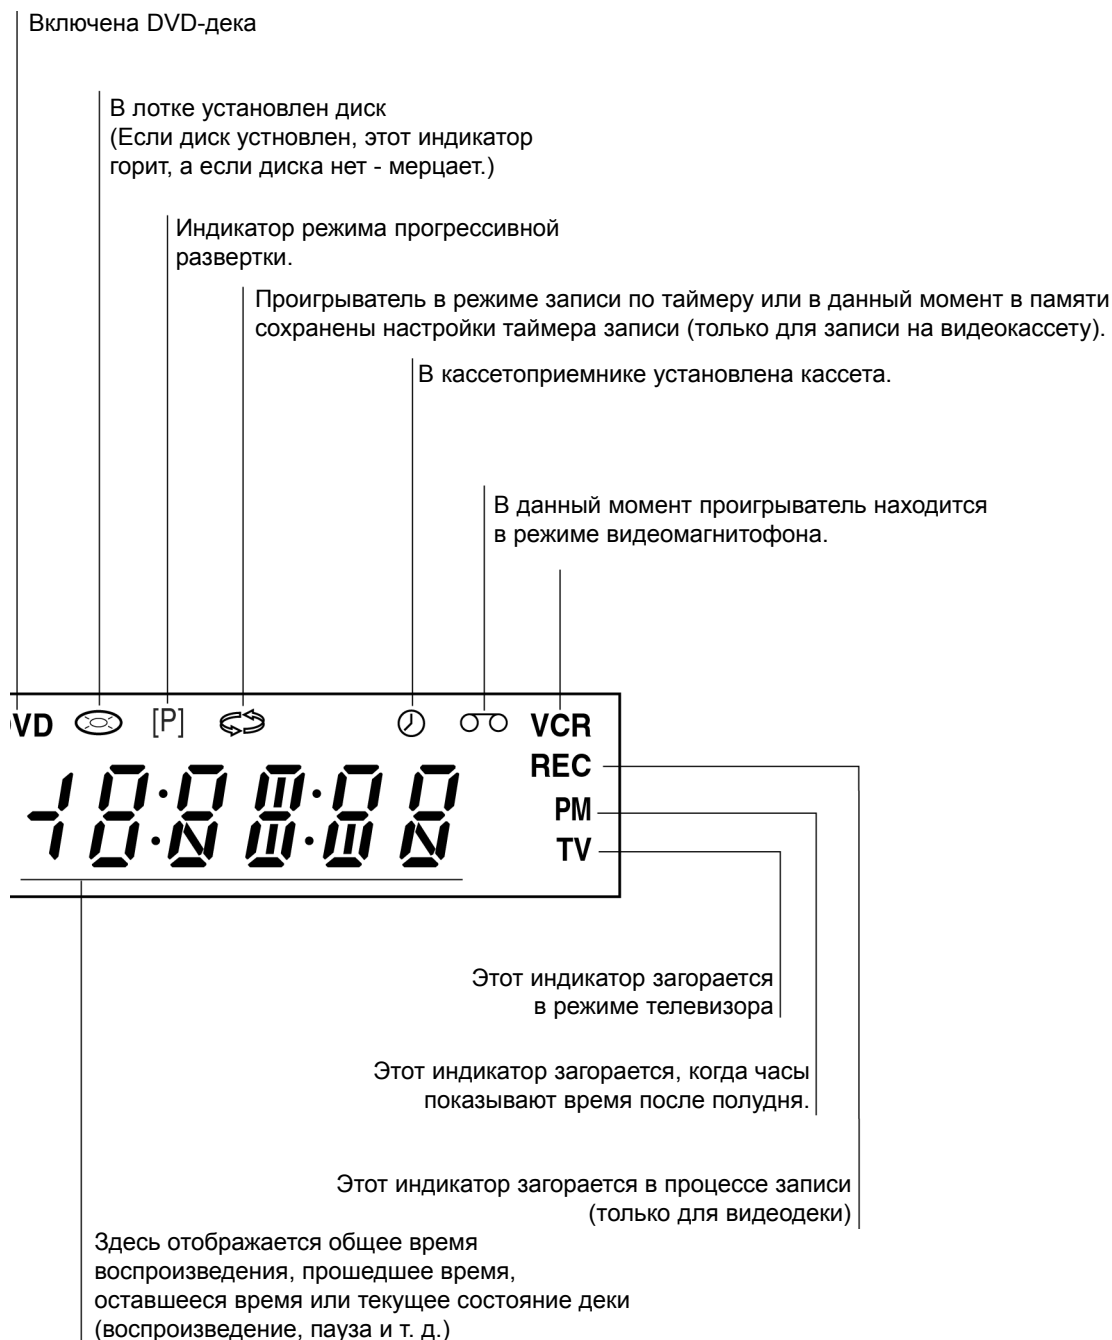 Включена DVD-дека
В лотке установлен диск
(Если диск устновлен, этот индикатор
горит, а если диска нет - мерцает.)
Индикатор режима прогрессивной
развертки.
Проигрыватель в режиме записи по таймеру или в данный момент в памяти
сохранены настройки таймера записи (только для записи на видеокассету).
В кассетоприемнике установлена кассета.
В данный момент проигрыватель находится
в режиме видеомагнитофона.
VD [P] VCR
REC
PM
TV
Этот индикатор загорается
в режиме телевизора
Этот индикатор загорается, когда часы
показывают время после полудня.
Этот индикатор загорается в процессе записи
(только для видеодеки)
Здесь отображается общее время
воспроизведения, прошедшее время,
оставшееся время или текущее состояние деки
(воспроизведение, пауза и т. д.)